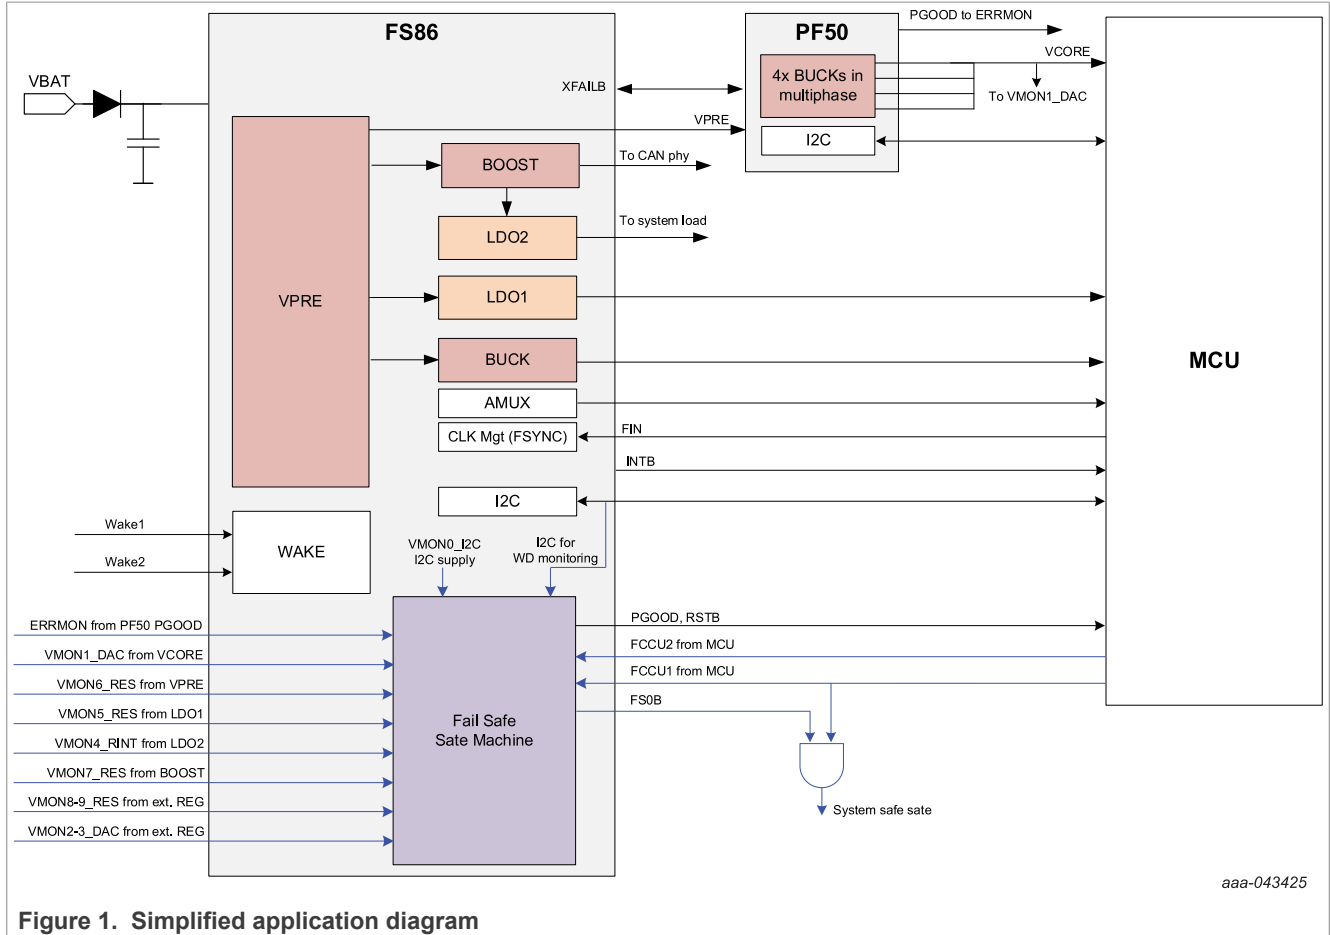 FS86
PF50
PGOOD to ERRMON
VCORE
VBAT
XFAILB
4x BUCKs in
multiphase
To VMON1_DAC
VPRE
I2C
BOOST
To CAN phy
To system load
LDO2
VPRE
LDO1
BUCK
MCU
AMUX
CLK Mgt (FSYNC)
FIN
INTB
I2C
Wake1
WAKE
Wake2
VMON0_I2C
I2C supply
I2C for
WD monitoring
ERRMON from PF50 PGOOD
VMON1_DAC from VCORE
VMON6_RES from VPRE
VMON5_RES from LDO1
VMON4_RINT from LDO2
VMON7_RES from BOOST
VMON8-9_RES from ext. REG
VMON2-3_DAC from ext. REG
Fail Safe
Sate Machine
PGOOD, RSTB
FCCU2 from MCU
FCCU1 from MCU
FS0B
System safe sate
aaa-043425
Figure 1. Simplified application diagram